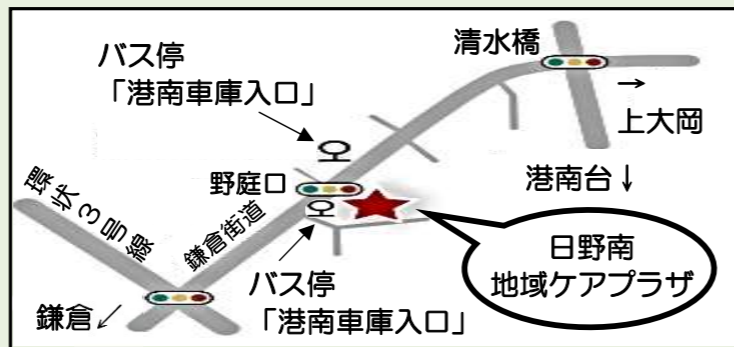 清水橋
バス停
「港南車庫入口」
→
上大岡
野庭口
港南台↓
環状3号線
鎌倉街道
日野南
地域ケアプラザ
バス停
「港南車庫入口」
鎌倉↙